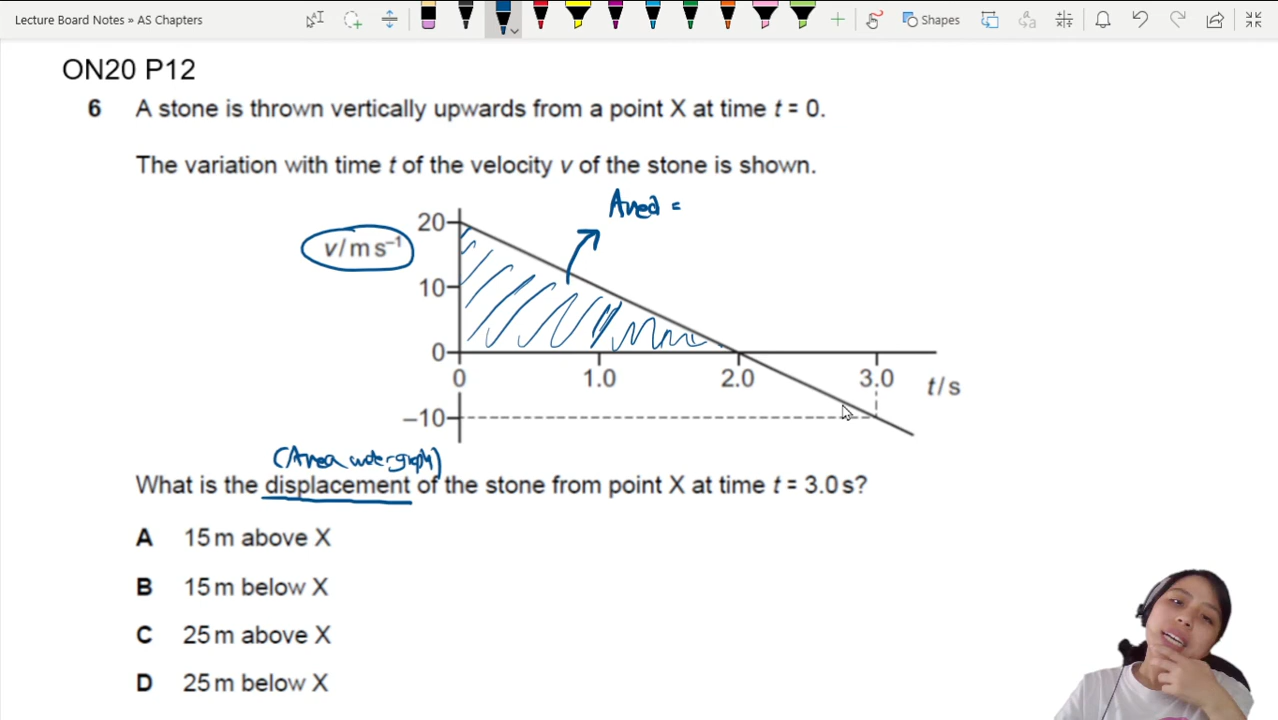 Lecture Board Notes » AS Chapters
Shapes
ON20 P12
6 A stone is thrown vertically upwards from a point X at time t = 0.
The variation with time t of the velocity v of the stone is shown.
Area =
20
v/m s⁻¹
10
0
0 1.0 2.0 3.0 t/s
–10
(Area under graph)
What is the displacement of the stone from point X at time t = 3.0 s?
A 15 m above X
B 15 m below X
C 25 m above X
D 25 m below X